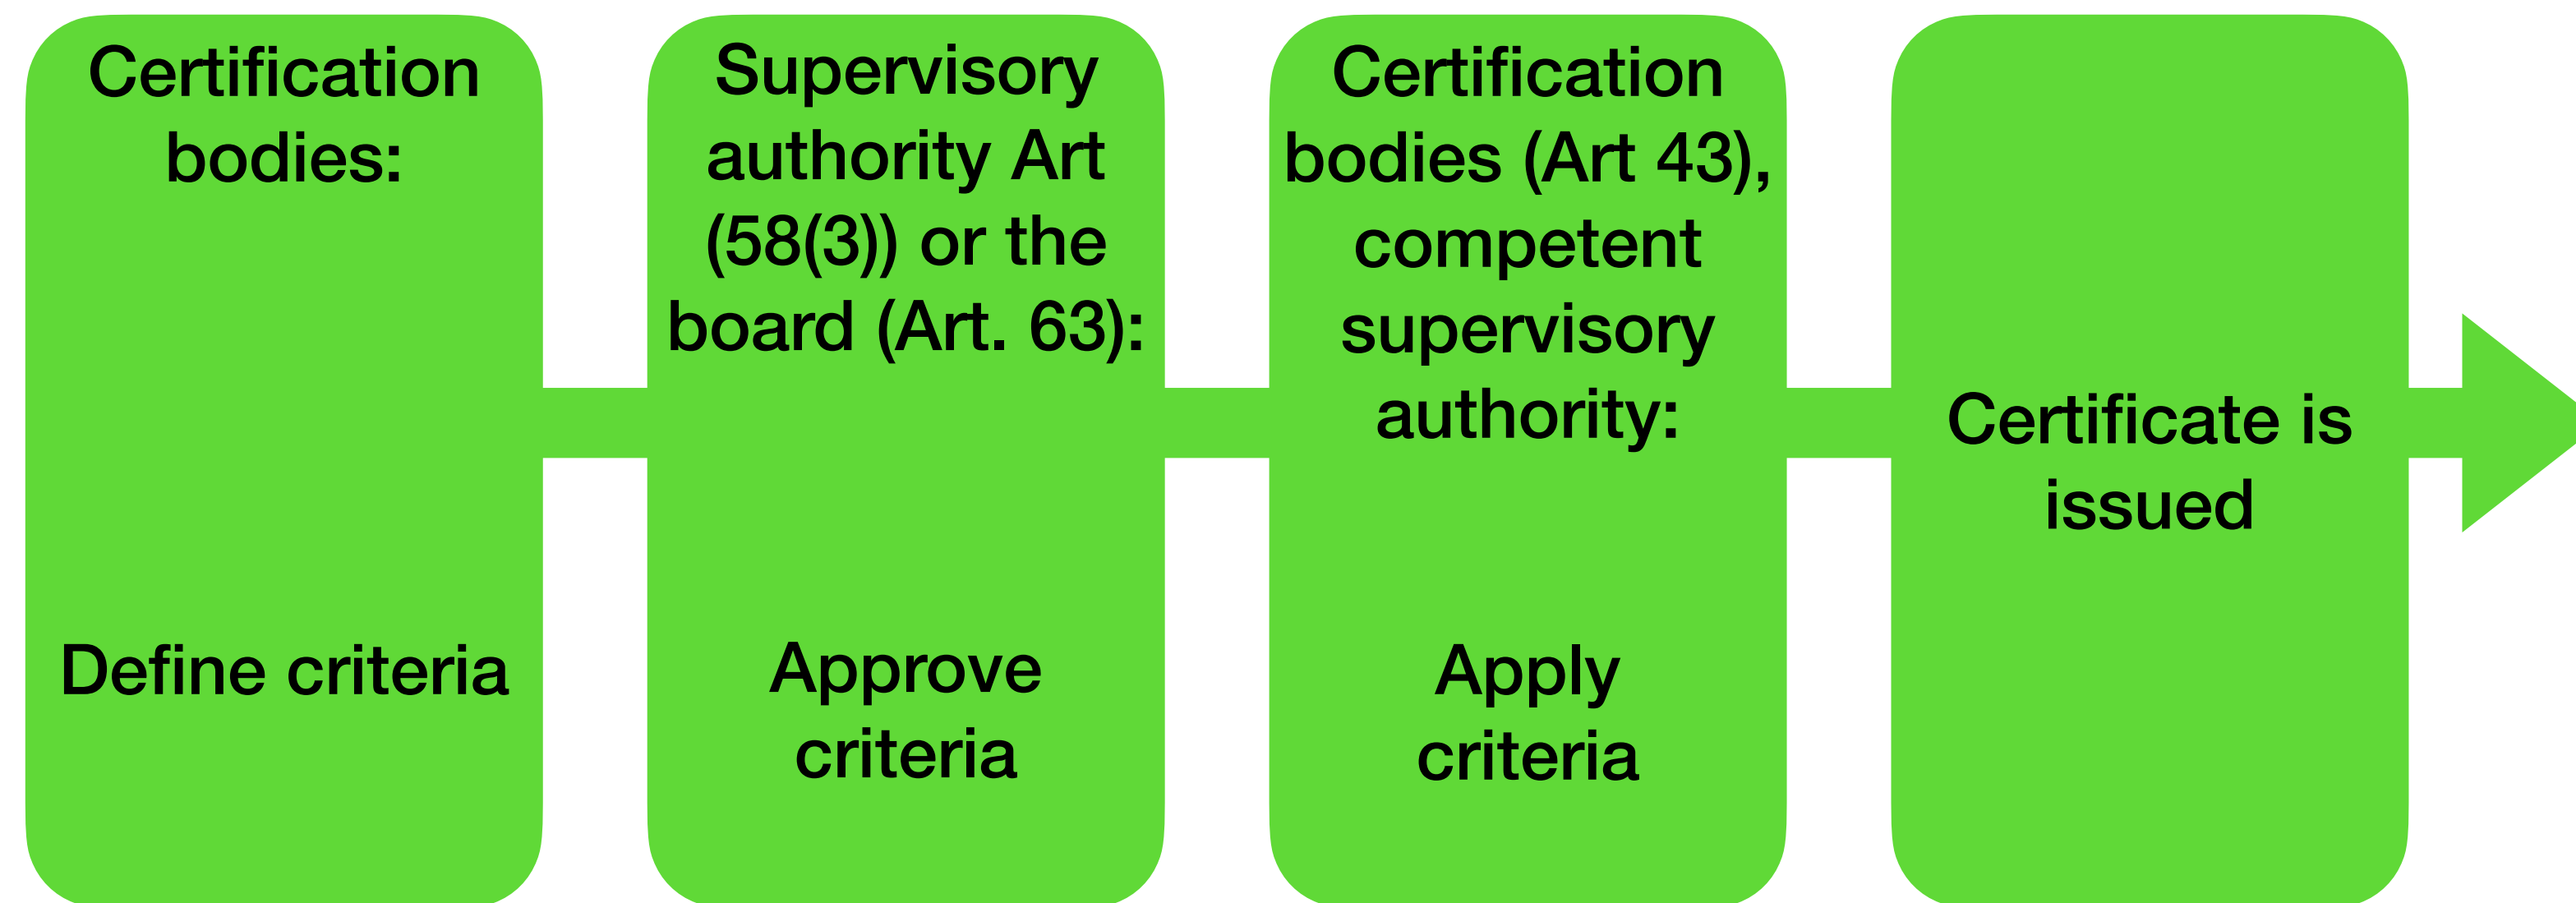 Certification
bodies:
Define criteria
Supervisory
authority Art
(58(3)) or the
board (Art. 63):
Approve
criteria
Certification
bodies (Art 43),
competent
supervisory
authority:
Apply
criteria
Certificate is
issued